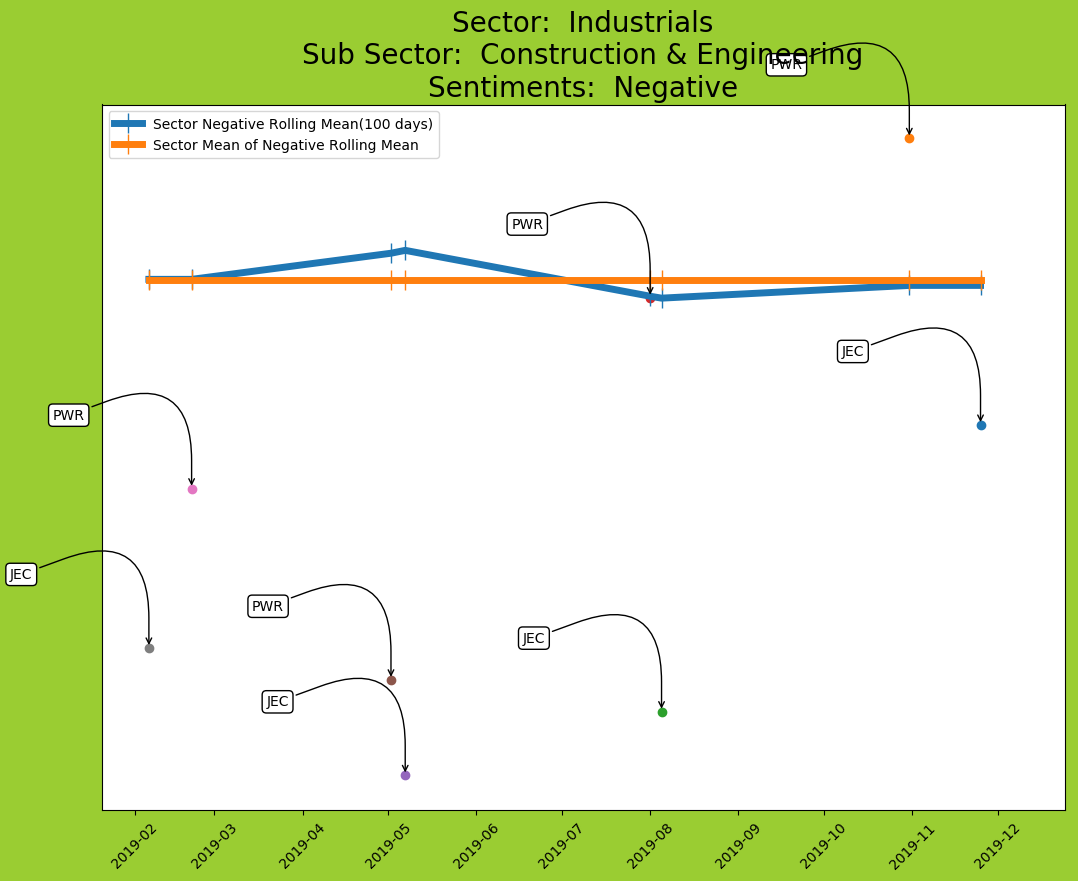 Sector:  Industrials
Sub Sector:  Construction & Engineering
Sentiments:  Negative
PWR
Sector Negative Rolling Mean(100 days)
Sector Mean of Negative Rolling Mean
PWR
JEC
PWR
JEC
PWR
JEC
JEC
2019-02
2019-03
2019-04
2019-05
2019-06
2019-07
2019-08
2019-09
2019-10
2019-11
2019-12